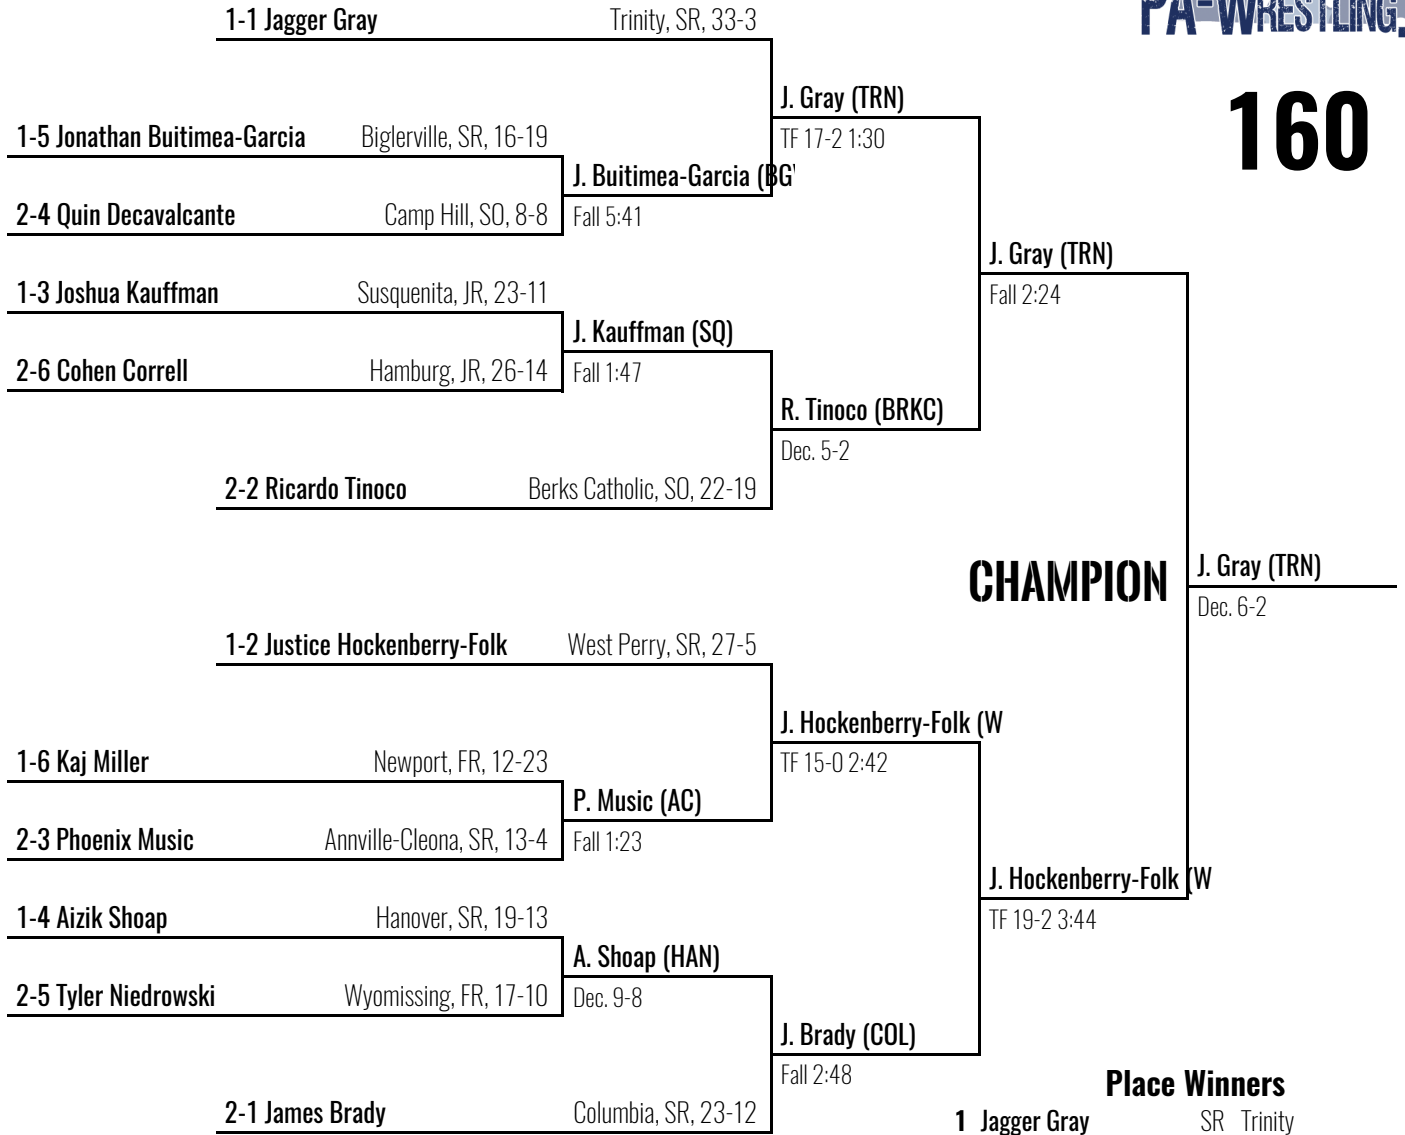 1-1 Jagger Gray Trinity, SR, 33-3
PA-WRESTLING.
J. Gray (TRN)
160
1-5 Jonathan Buitimea-Garcia Biglerville, SR, 16-19
TF 17-2 1:30
J. Buitimea-Garcia (BG
2-4 Quin Decavalcante Camp Hill, SO, 8-8
Fall 5:41
J. Gray (TRN)
1-3 Joshua Kauffman Susquenita, JR, 23-11
Fall 2:24
J. Kauffman (SQ)
2-6 Cohen Correll Hamburg, JR, 26-14
Fall 1:47
R. Tinoco (BRKC)
Dec. 5-2
2-2 Ricardo Tinoco Berks Catholic, SO, 22-19
CHAMPION
J. Gray (TRN)
Dec. 6-2
1-2 Justice Hockenberry-Folk West Perry, SR, 27-5
J. Hockenberry-Folk (W
1-6 Kaj Miller Newport, FR, 12-23
TF 15-0 2:42
P. Music (AC)
2-3 Phoenix Music Annville-Cleona, SR, 13-4
Fall 1:23
J. Hockenberry-Folk (W
1-4 Aizik Shoap Hanover, SR, 19-13
TF 19-2 3:44
A. Shoap (HAN)
2-5 Tyler Niedrowski Wyomissing, FR, 17-10
Dec. 9-8
J. Brady (COL)
Fall 2:48
Place Winners
2-1 James Brady Columbia, SR, 23-12
1 Jagger Gray SR Trinity